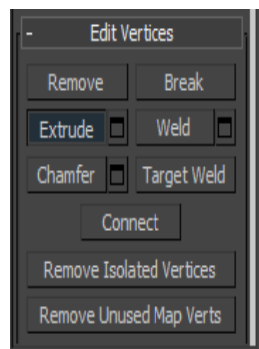 - Edit Vertices
Remove Break
Extrude Weld
Chamfer Target Weld
Connect
Remove Isolated Vertices
Remove Unused Map Verts